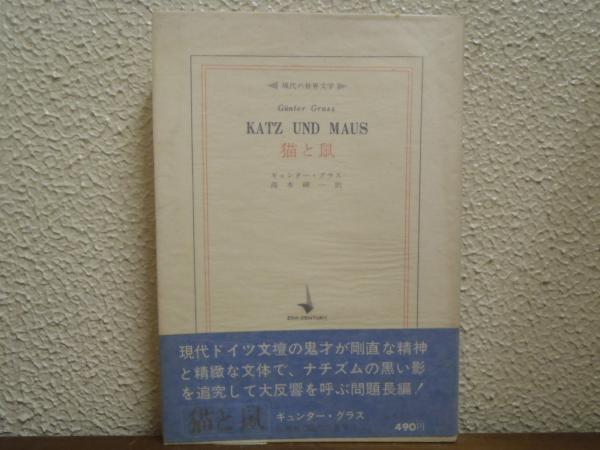 現代の世界文学
Günter Grass
KATZ UND MAUS
猫と鼠
ギュンター・グラス
高本研一訳
20th CENTURY
現代ドイツ文壇の鬼才が剛直な精神
と精緻な文体で、ナチズムの黒い影
を追究して大反響を呼ぶ問題長編!
猫と鼠
ギュンター・グラス
490円